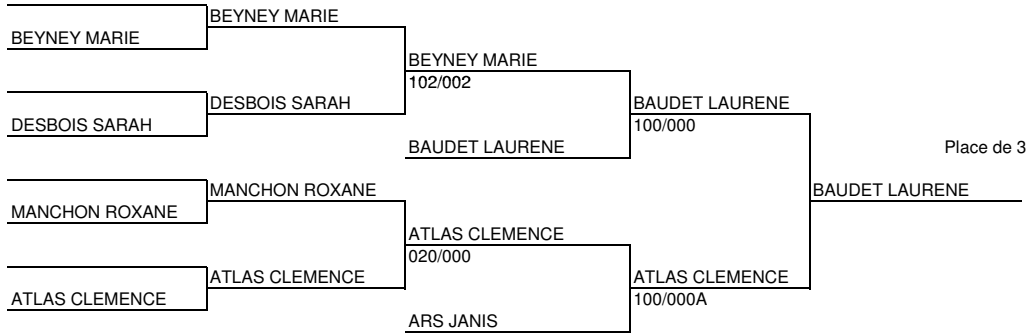 BEYNEY MARIE
BEYNEY MARIE
BEYNEY MARIE
102/002
DESBOIS SARAH
BAUDET LAURENE
DESBOIS SARAH
100/000
BAUDET LAURENE
Place de 3
MANCHON ROXANE
BAUDET LAURENE
MANCHON ROXANE
ATLAS CLEMENCE
020/000
ATLAS CLEMENCE
ATLAS CLEMENCE
ATLAS CLEMENCE
100/000A
ARS JANIS